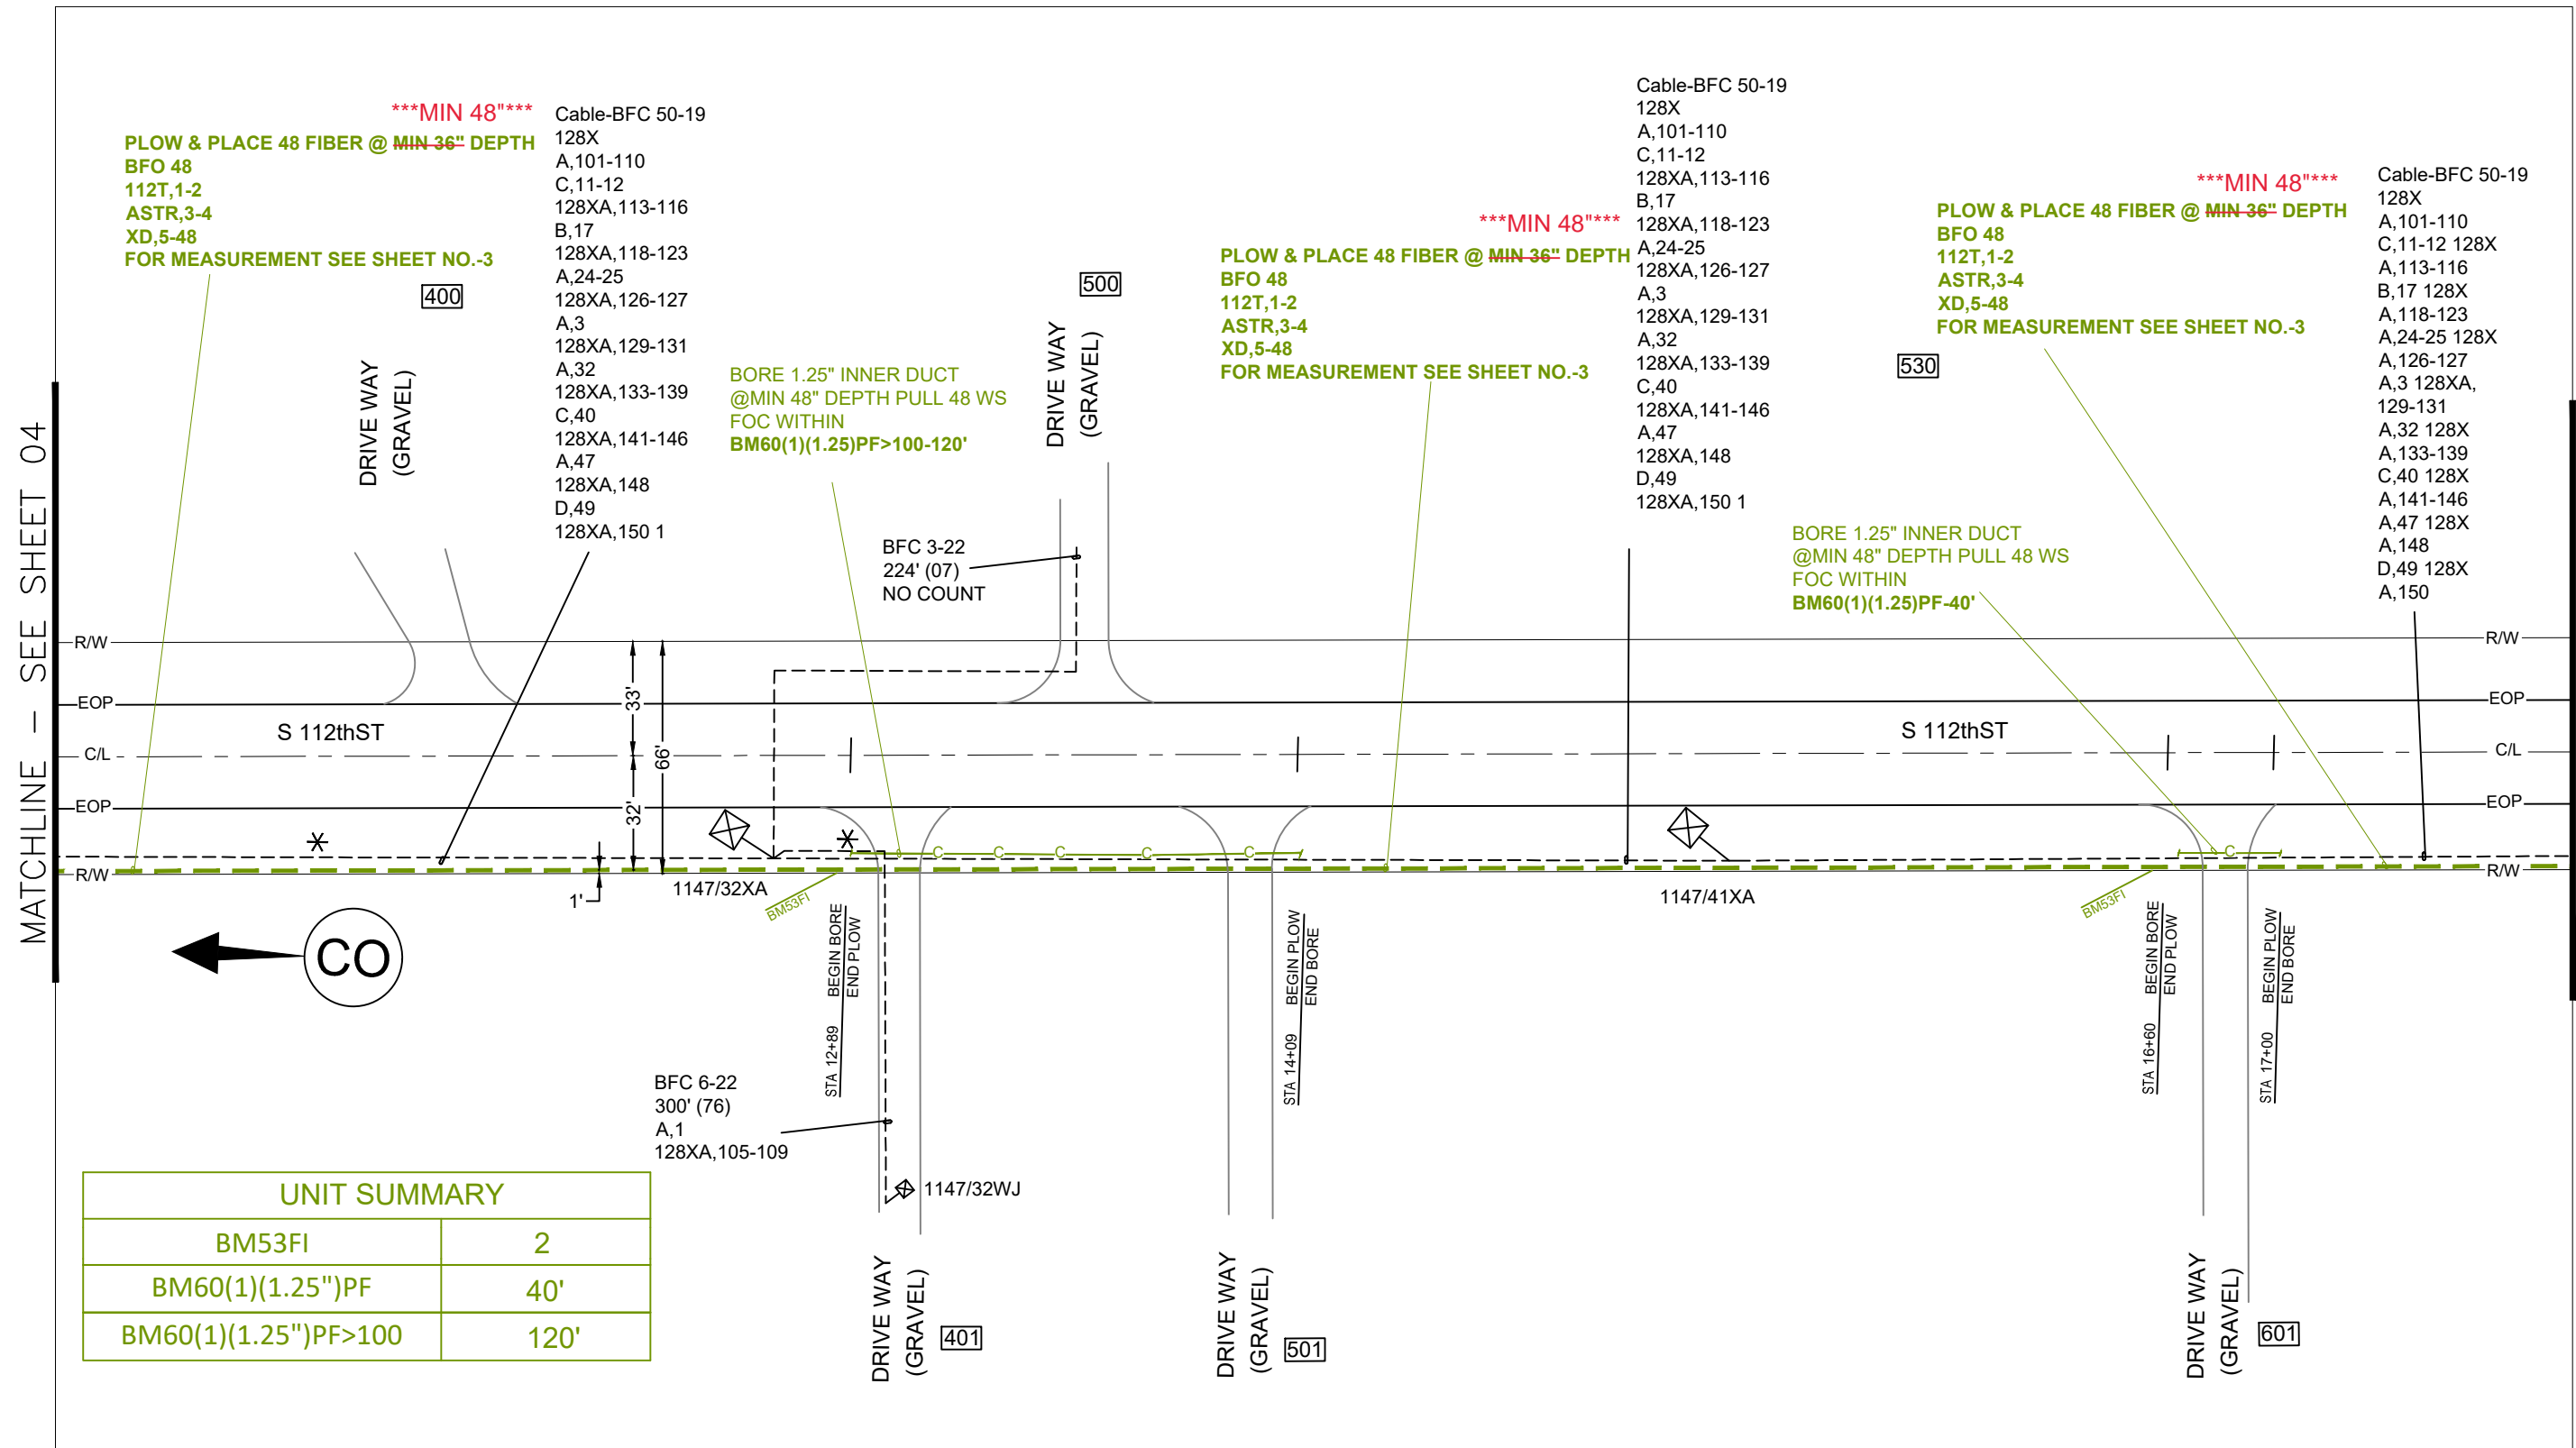 ***MIN 48"***
PLOW & PLACE 48 FIBER @ MIN 36" DEPTH
BFO 48
112T,1-2
ASTR,3-4
XD,5-48
FOR MEASUREMENT SEE SHEET NO.-3
400
DRIVE WAY
(GRAVEL)
Cable-BFC 50-19
128X
A,101-110
C,11-12
128XA,113-116
B,17
128XA,118-123
A,24-25
128XA,126-127
A,3
128XA,129-131
A,32
128XA,133-139
C,40
128XA,141-146
A,47
128XA,148
D,49
128XA,150 1
BORE 1.25" INNER DUCT
@MIN 48" DEPTH PULL 48 WS
FOC WITHIN
BM60(1)(1.25)PF>100-120'
500
DRIVE WAY
(GRAVEL)
BFC 3-22
224' (07)
NO COUNT
***MIN 48"***
PLOW & PLACE 48 FIBER @ MIN 36" DEPTH
BFO 48
112T,1-2
ASTR,3-4
XD,5-48
FOR MEASUREMENT SEE SHEET NO.-3
Cable-BFC 50-19
128X
A,101-110
C,11-12
128XA,113-116
B,17
128XA,118-123
A,24-25
128XA,126-127
A,3
128XA,129-131
A,32
128XA,133-139
C,40
128XA,141-146
A,47
128XA,148
D,49
128XA,150 1
***MIN 48"***
PLOW & PLACE 48 FIBER @ MIN 36" DEPTH
BFO 48
112T,1-2
ASTR,3-4
XD,5-48
FOR MEASUREMENT SEE SHEET NO.-3
530
BORE 1.25" INNER DUCT
@MIN 48" DEPTH PULL 48 WS
FOC WITHIN
BM60(1)(1.25)PF-40'
Cable-BFC 50-19
128X
A,101-110
C,11-12 128X
A,113-116
B,17 128X
A,118-123
A,24-25 128X
A,126-127
A,3 128XA,
129-131
A,32 128X
A,133-139
C,40 128X
A,141-146
A,47 128X
A,148
D,49 128X
A,150
MATCHLINE - SEE SHEET 04
R/W
R/W
EOP
EOP
S 112thST
S 112thST
C/L
C/L
EOP
EOP
R/W
R/W
33'
66'
32'
1'
C
C
C
C
C
C
1147/32XA
BM53FI
1147/41XA
BM53FI
CO
STA 12+89 BEGIN BORE
END PLOW
STA 14+09 BEGIN PLOW
END BORE
STA 16+60 BEGIN BORE
END PLOW
STA 17+00 BEGIN PLOW
END BORE
BFC 6-22
300' (76)
A,1
128XA,105-109
1147/32WJ
UNIT SUMMARY
BM53FI 2
BM60(1)(1.25")PF 40'
BM60(1)(1.25")PF>100 120'
DRIVE WAY
(GRAVEL)
401
DRIVE WAY
(GRAVEL)
501
DRIVE WAY
(GRAVEL)
601